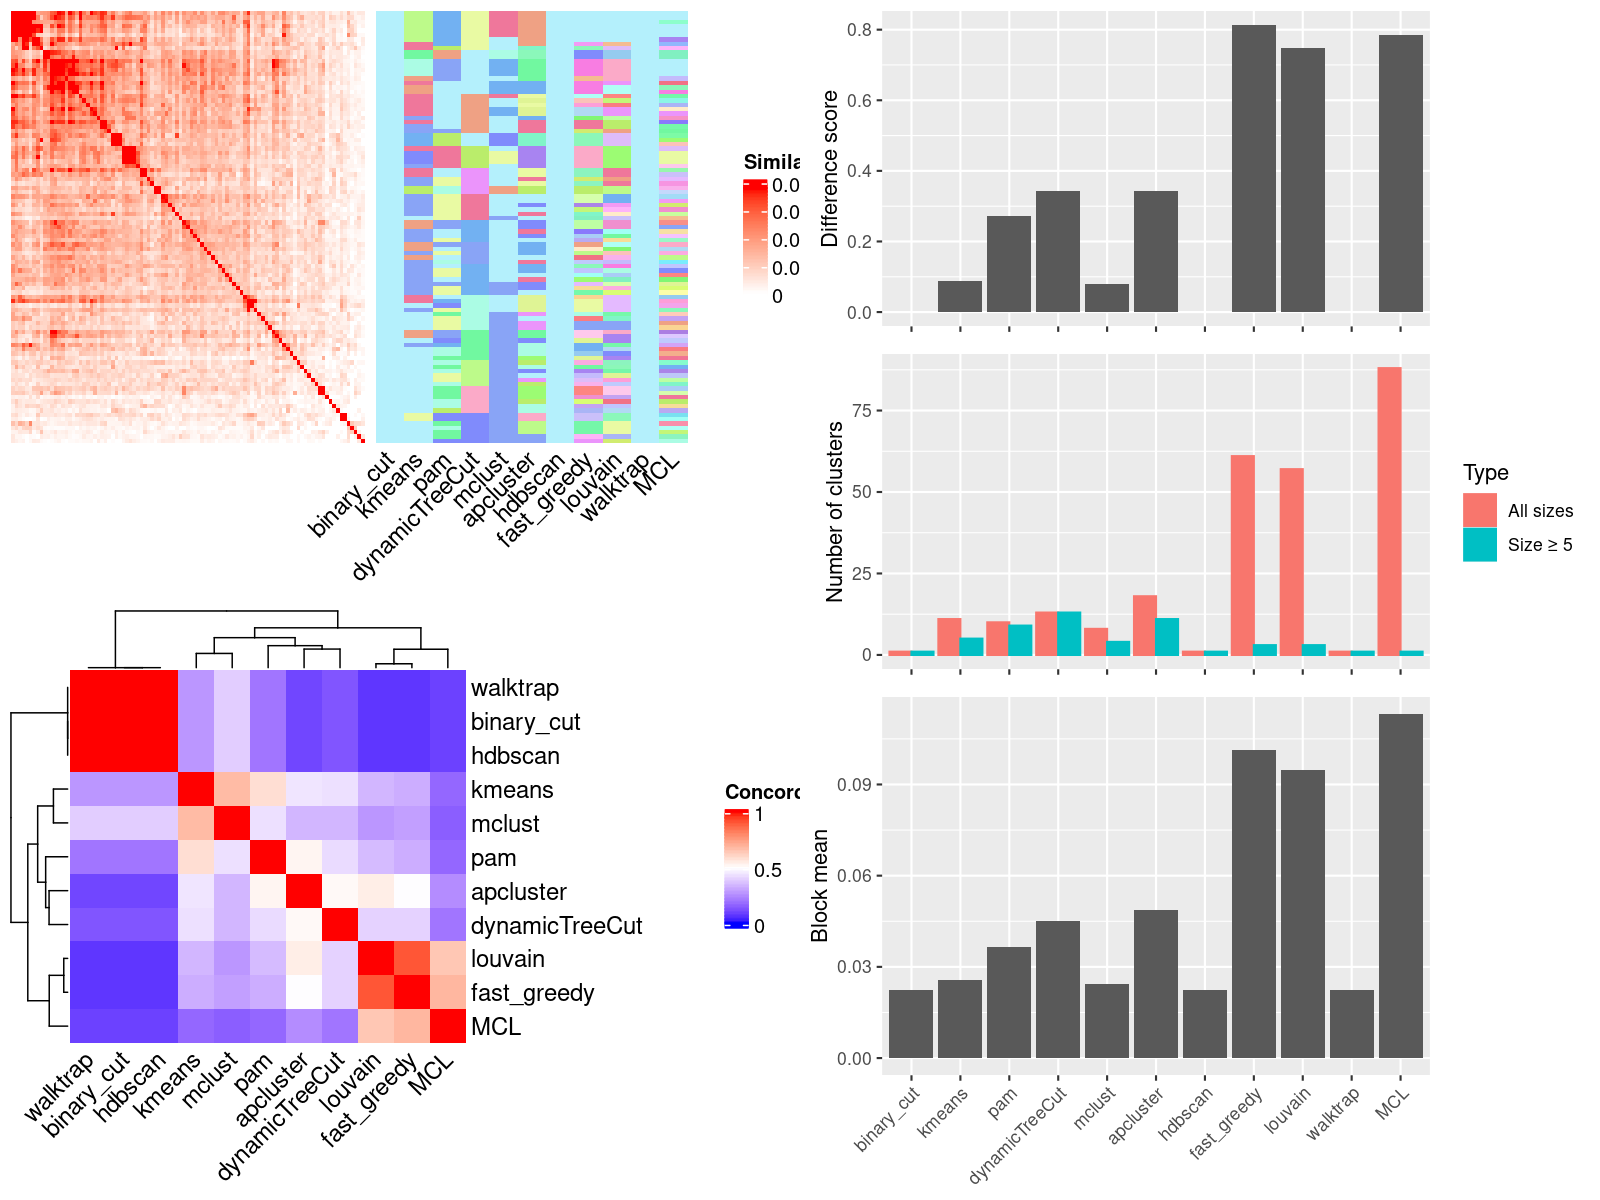 Simila
0.0
0.0
0.0
0.0
0
binary_cut
kmeans
pam
dynamicTreeCut
mclust
apcluster
hdbscan
fast_greedy
louvain
walktrap
MCL
walktrap
binary_cut
hdbscan
kmeans
mclust
pam
apcluster
dynamicTreeCut
louvain
fast_greedy
MCL
walktrap
binary_cut
hdbscan
kmeans
mclust
pam
apcluster
dynamicTreeCut
louvain
fast_greedy
MCL
Concord
1
0.5
0
Difference score
0.8
0.6
0.4
0.2
0.0
Number of clusters
75
50
25
0
Type
All sizes
Size ≥ 5
Block mean
0.09
0.06
0.03
0.00
binary_cut
kmeans
pam
dynamicTreeCut
mclust
apcluster
hdbscan
fast_greedy
louvain
walktrap
MCL